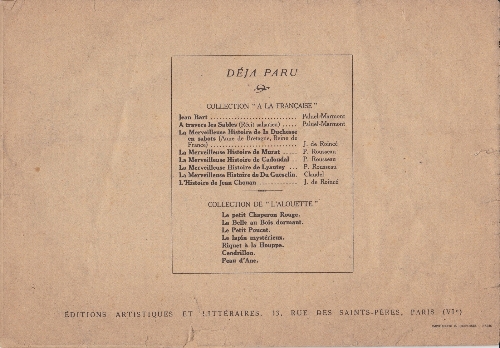 DÉJA PARU
COLLECTION "A LA FRANÇAISE"
Jean Bart ........................ Paluel-Marmont
A travers les Sables (Récit saharien) ..... Paluel-Marmont
La Merveilleuse Histoire de la Duchesse
en sabots (Anne de Bretagne, Reine de
France) ........................ J. de Roincé
La Merveilleuse Histoire de Murat ..... P. Rousseau
La Merveilleuse Histoire de Cadoudal .. P. Rousseau
La Merveilleuse Histoire de Lyautey ... P. Rousseau
La Merveilleuse Histoire de Du Guesclin. Claudel
L'Histoire de Jean Chouan ............ J. de Roincé
COLLECTION DE "L'ALOUETTE"
Le petit Chaperon Rouge.
La Belle au Bois dormant.
Le Petit Poucet.
Le lapin mystérieux.
Riquet à la Houppe.
Cendrillon.
Peau d'Ane.
ÉDITIONS ARTISTIQUES ET LITTÉRAIRES, 13, RUE DES SAINTS-PÈRES, PARIS (VIe)